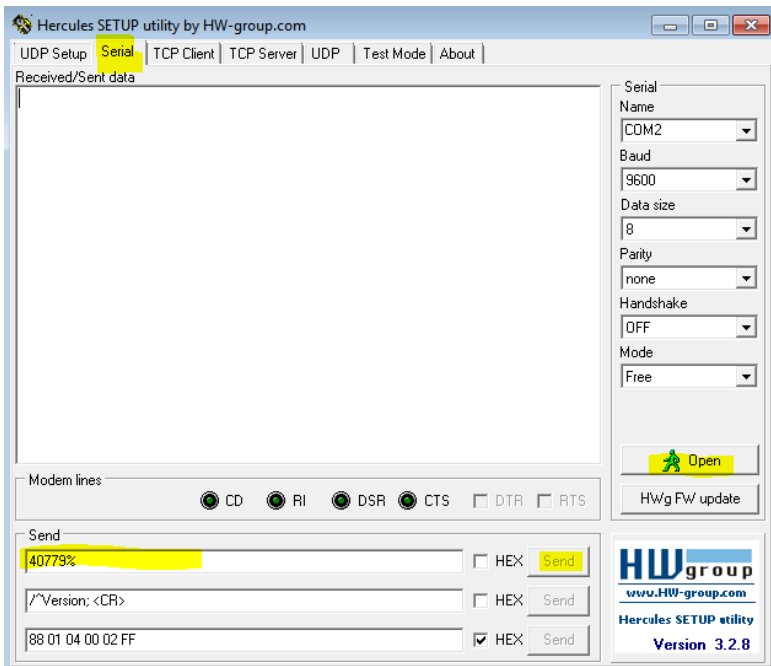 Hercules SETUP utility by HW-group.com
UDP Setup Serial TCP Client TCP Server UDP Test Mode About
Received/Sent data
Serial
Name
COM2
Baud
9600
Data size
8
Parity
none
Handshake
OFF
Mode
Free
Open
HWg FW update
Modem lines
CD RI DSR CTS DTR RTS
Send
40779% HEX Send
/^Version; <CR> HEX Send
88 01 04 00 02 FF HEX Send
HW group
www.HW-group.com
Hercules SETUP utility
Version 3.2.8